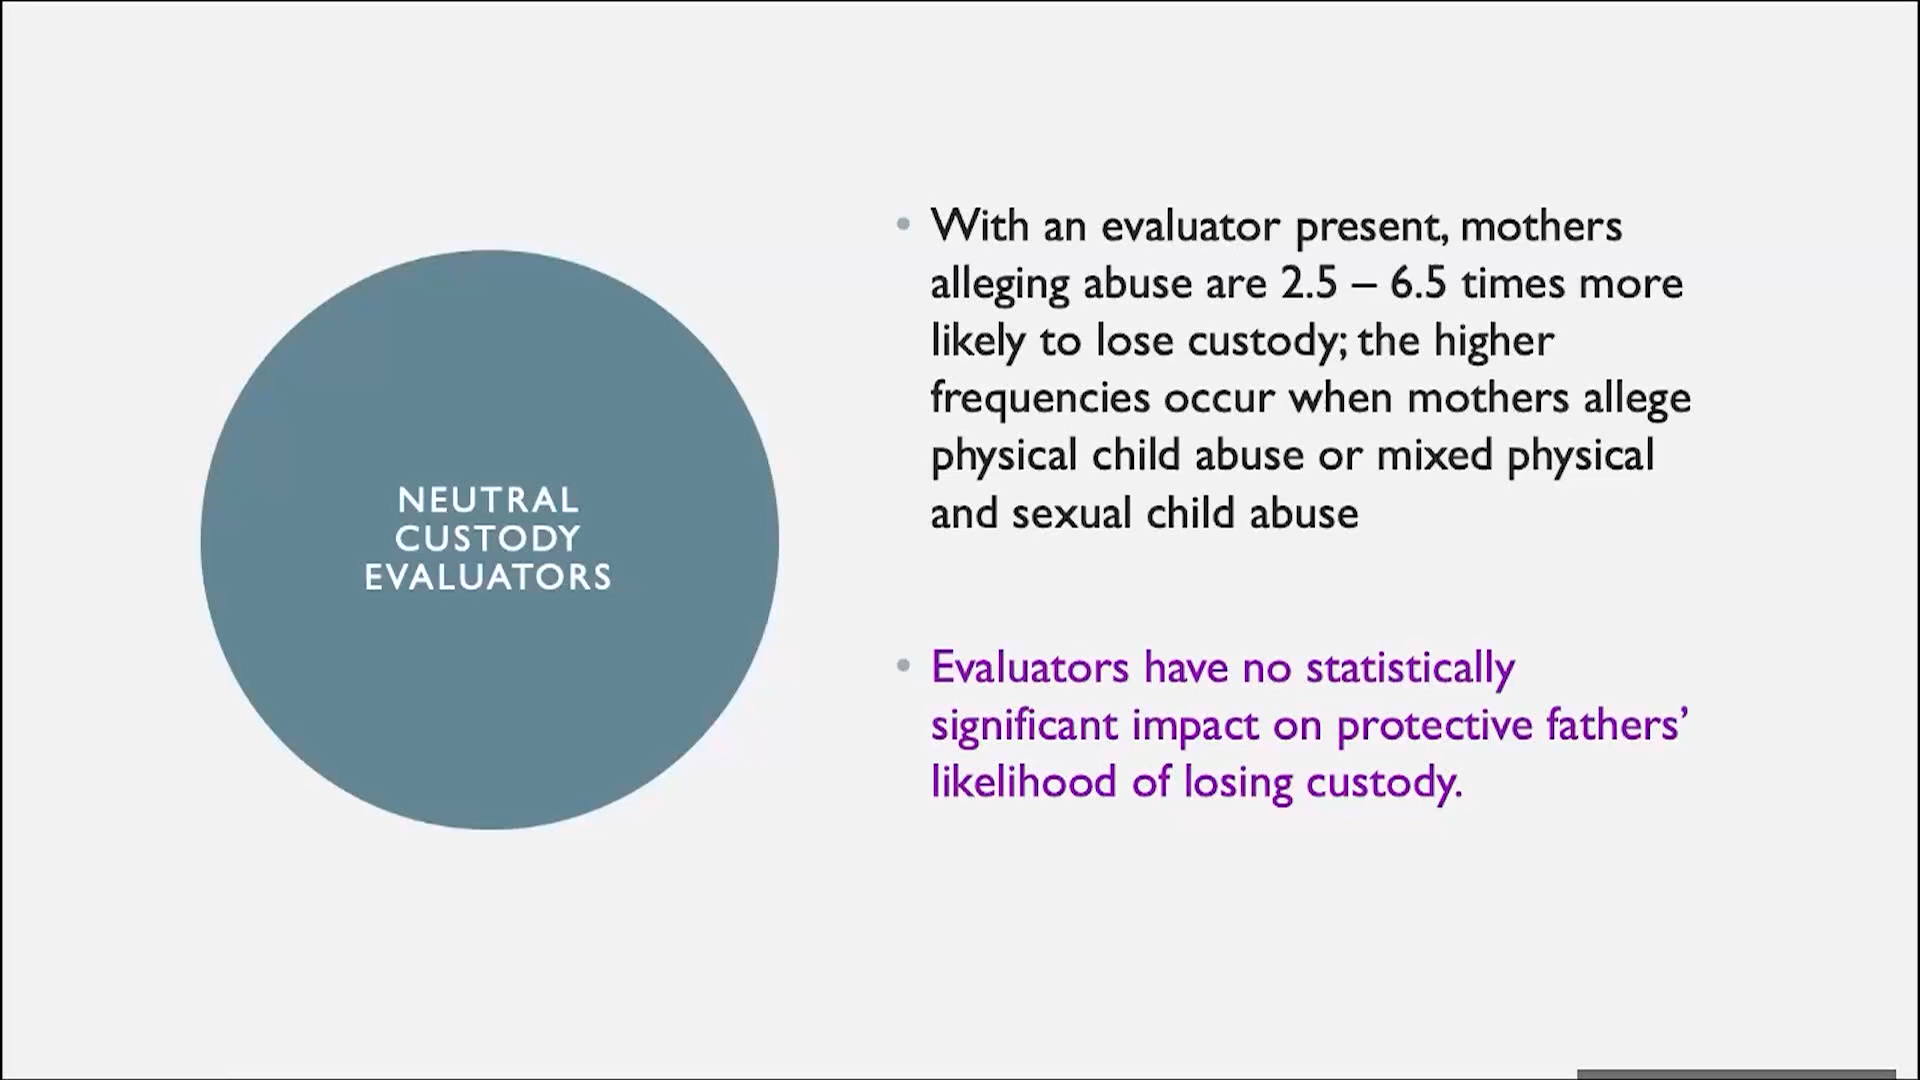 NEUTRAL
CUSTODY
EVALUATORS
• With an evaluator present, mothers
alleging abuse are 2.5 – 6.5 times more
likely to lose custody; the higher
frequencies occur when mothers allege
physical child abuse or mixed physical
and sexual child abuse
• Evaluators have no statistically
significant impact on protective fathers’
likelihood of losing custody.